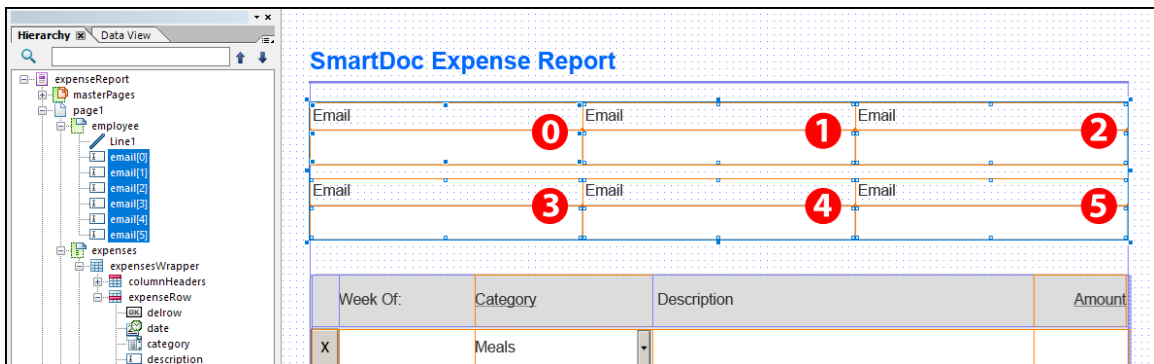 Hierarchy Data View
expenseReport
masterPages
page1
employee
Line1
email[0]
email[1]
email[2]
email[3]
email[4]
email[5]
expenses
expensesWrapper
columnHeaders
expenseRow
OK delrow
date
category
description
SmartDoc Expense Report
Email Email Email
0 1 2
Email Email Email
3 4 5
Week Of: Category Description Amount
X Meals